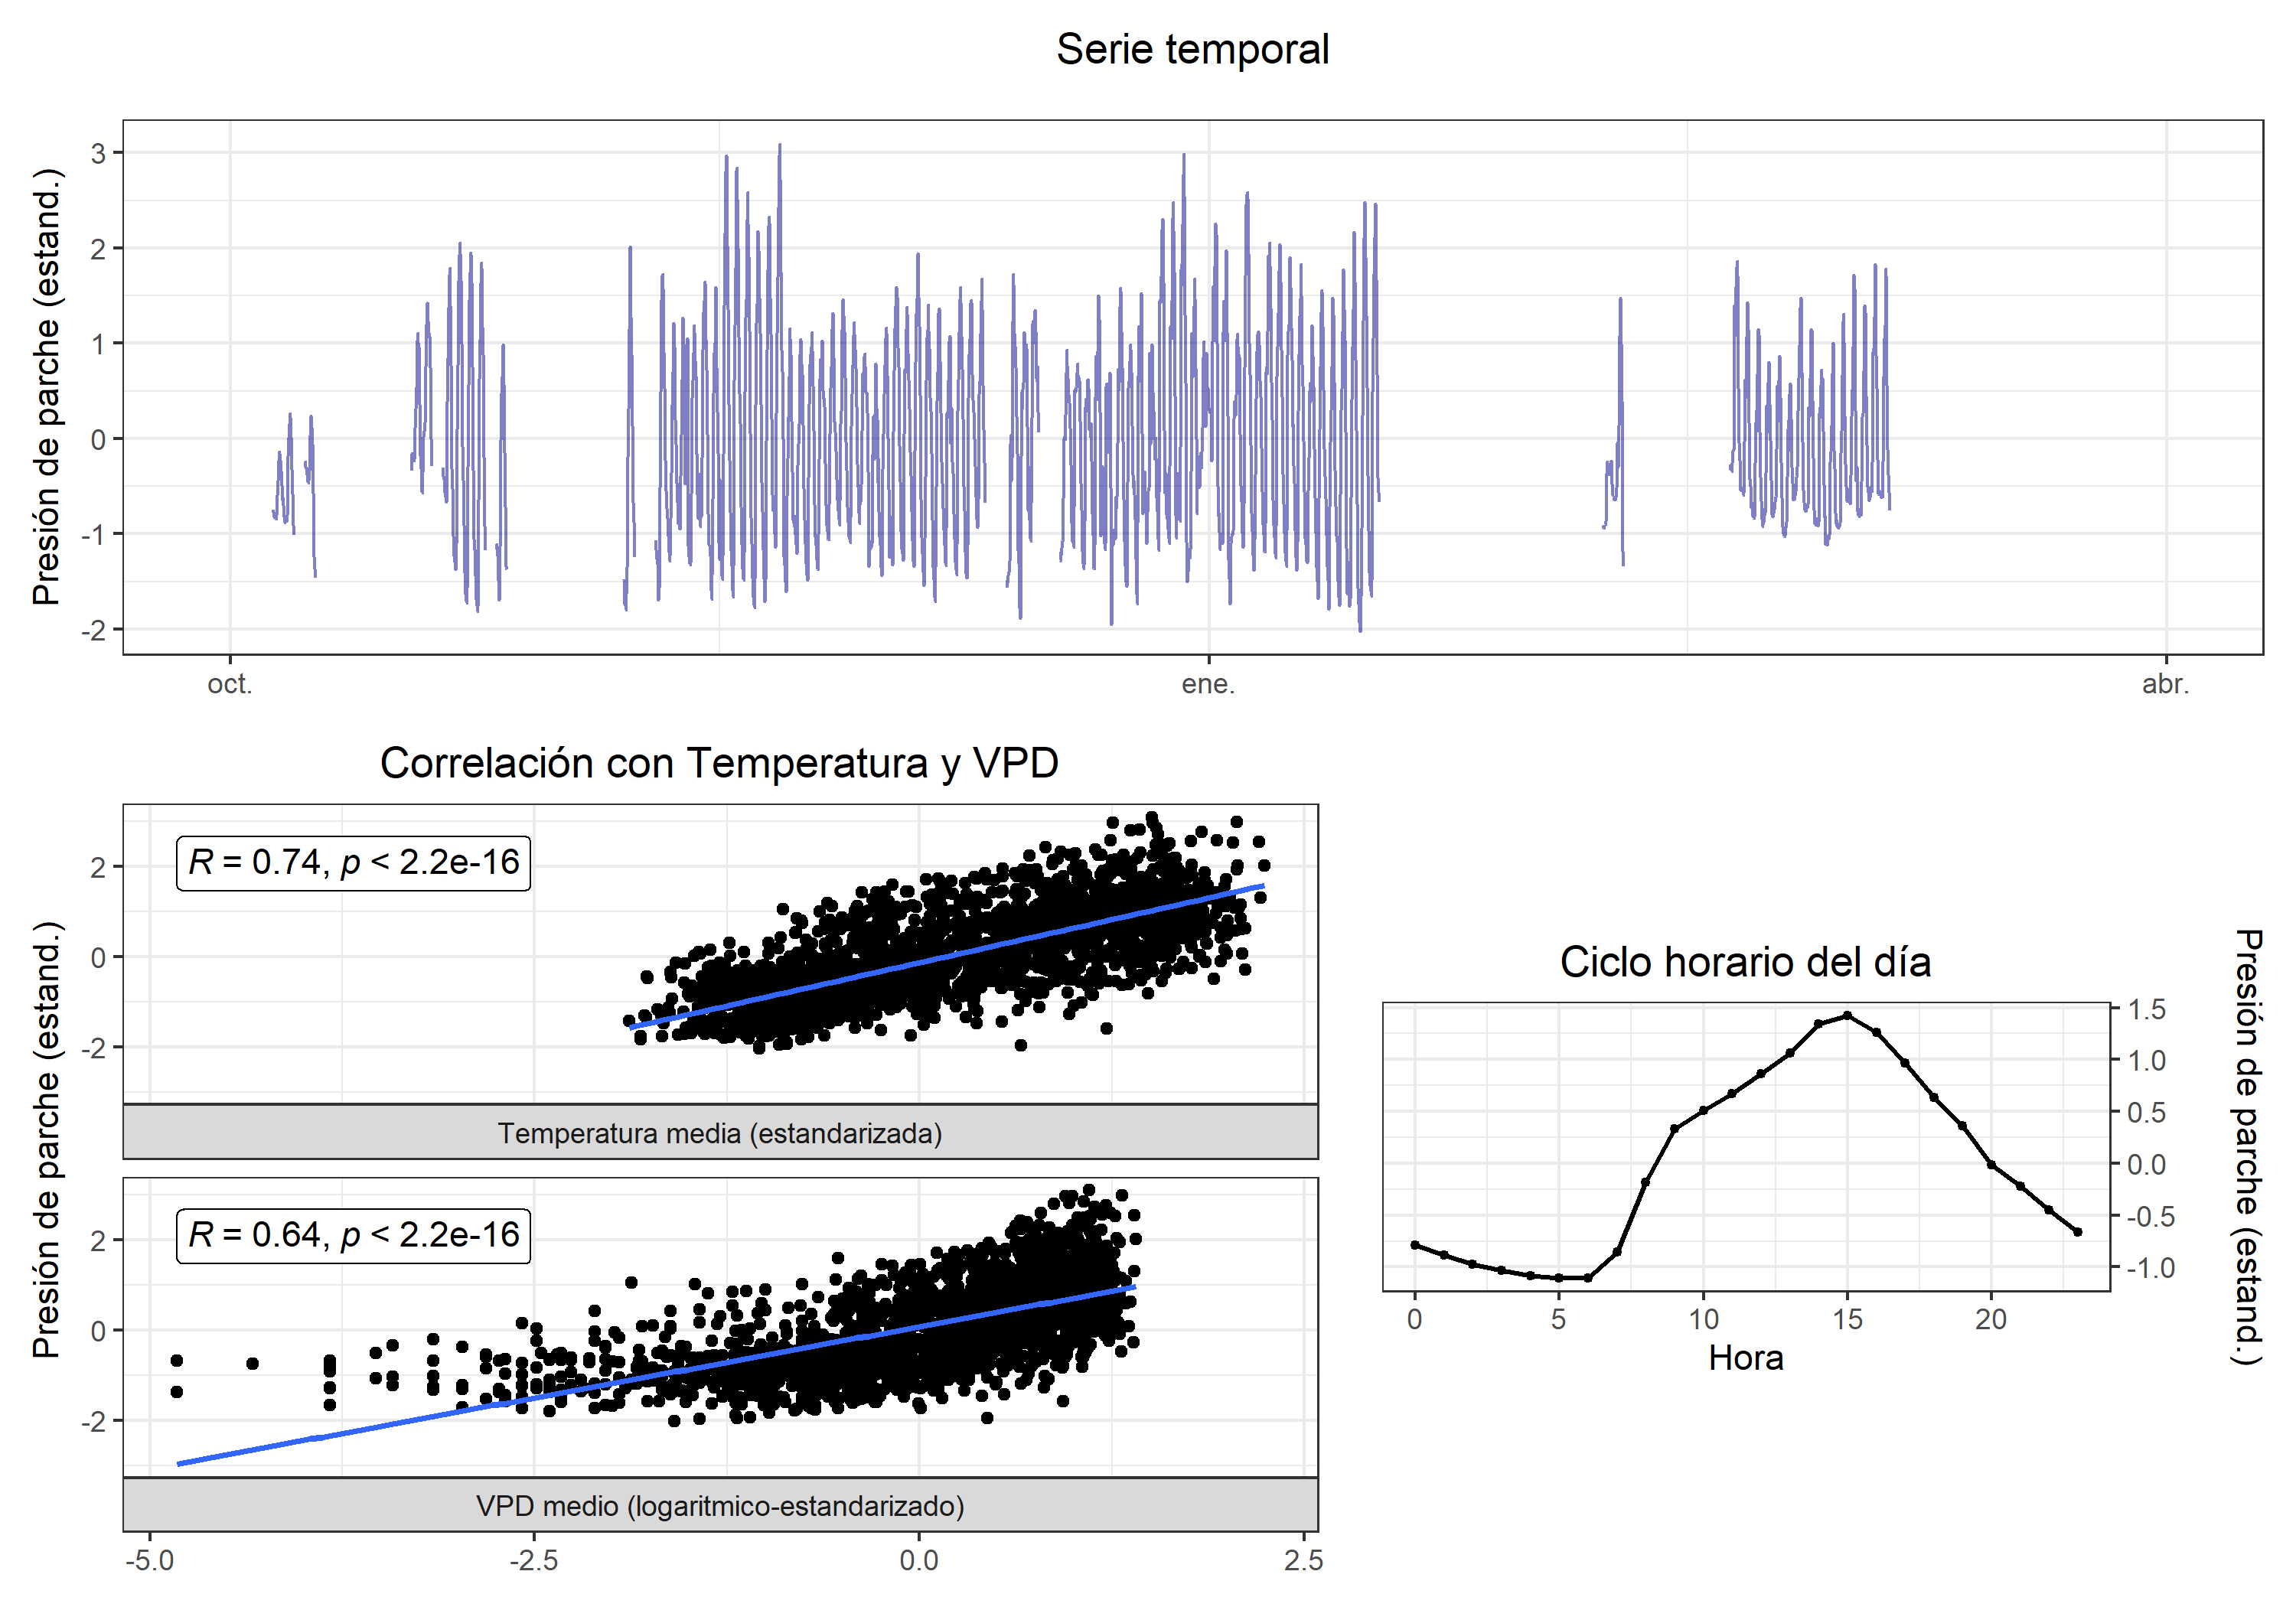 Serie temporal
Presión de parche (estand.)
3
2
1
0
-1
-2
oct.
ene.
abr.
Correlación con Temperatura y VPD
Presión de parche (estand.)
R = 0.74, p < 2.2e-16
2
0
-2
Temperatura media (estandarizada)
R = 0.64, p < 2.2e-16
2
0
-2
VPD medio (logaritmico-estandarizado)
-5.0
-2.5
0.0
2.5
Ciclo horario del día
1.5
1.0
0.5
0.0
-0.5
-1.0
Presión de parche (estand.)
0
5
10
15
20
Hora